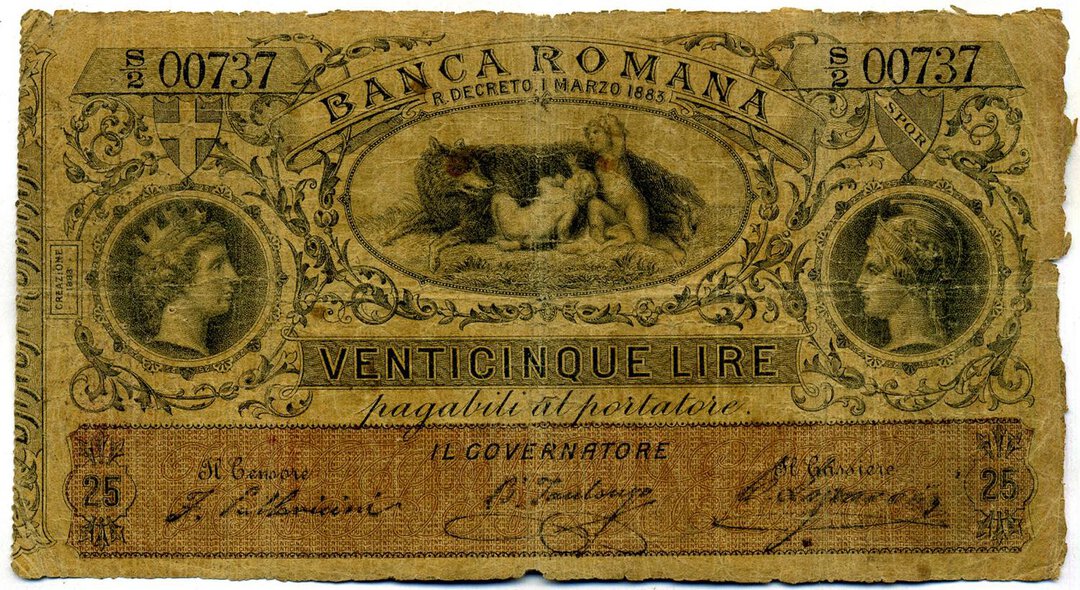 S/2 00737
S/2 00737
BANCA ROMANA
R. DECRETO, 1 MARZO 1883
SPQR
CREAZIONE
VENTICINQUE LIRE
pagabili al portatore.
IL GOVERNATORE
Il Censore
Il Cassiere
25
25